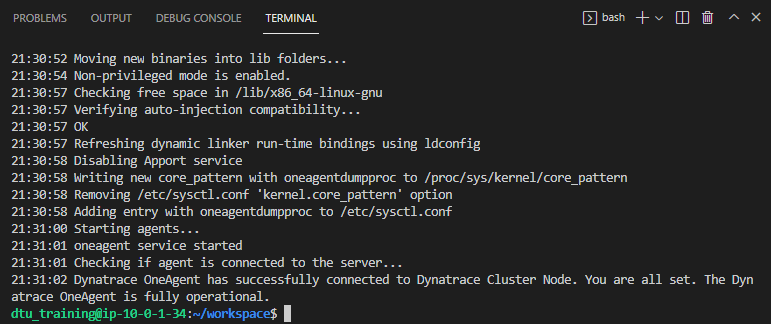 PROBLEMS OUTPUT DEBUG CONSOLE TERMINAL bash
21:30:52 Moving new binaries into lib folders...
21:30:54 Non-privileged mode is enabled.
21:30:57 Checking free space in /lib/x86_64-linux-gnu
21:30:57 Verifying auto-injection compatibility...
21:30:57 OK
21:30:57 Refreshing dynamic linker run-time bindings using ldconfig
21:30:58 Disabling Apport service
21:30:58 Writing new core_pattern with oneagentdumpproc to /proc/sys/kernel/core_pattern
21:30:58 Removing /etc/sysctl.conf 'kernel.core_pattern' option
21:30:58 Adding entry with oneagentdumpproc to /etc/sysctl.conf
21:31:00 Starting agents...
21:31:01 oneagent service started
21:31:01 Checking if agent is connected to the server...
21:31:02 Dynatrace OneAgent has successfully connected to Dynatrace Cluster Node. You are all set. The Dyn
atrace OneAgent is fully operational.
dtu_training@ip-10-0-1-34:~/workspace$